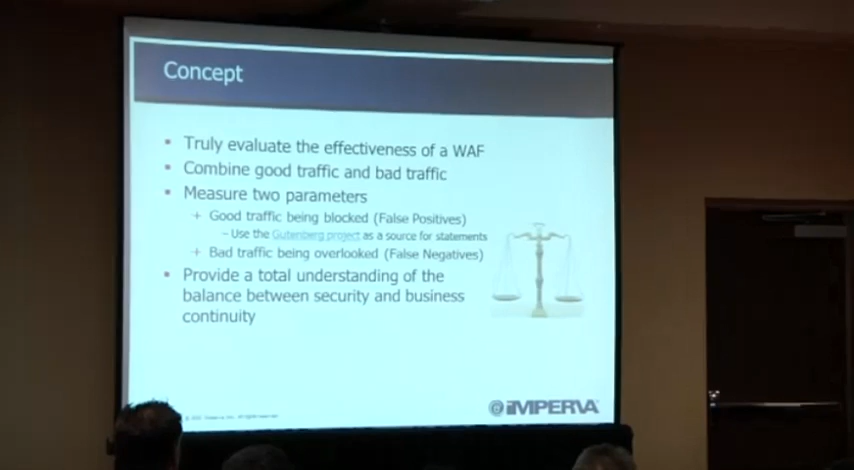 Concept
• Truly evaluate the effectiveness of a WAF
• Combine good traffic and bad traffic
• Measure two parameters
+ Good traffic being blocked (False Positives)
– Use the Gutenberg project as a source for statements
+ Bad traffic being overlooked (False Negatives)
• Provide a total understanding of the
balance between security and business
continuity
IMPERVA